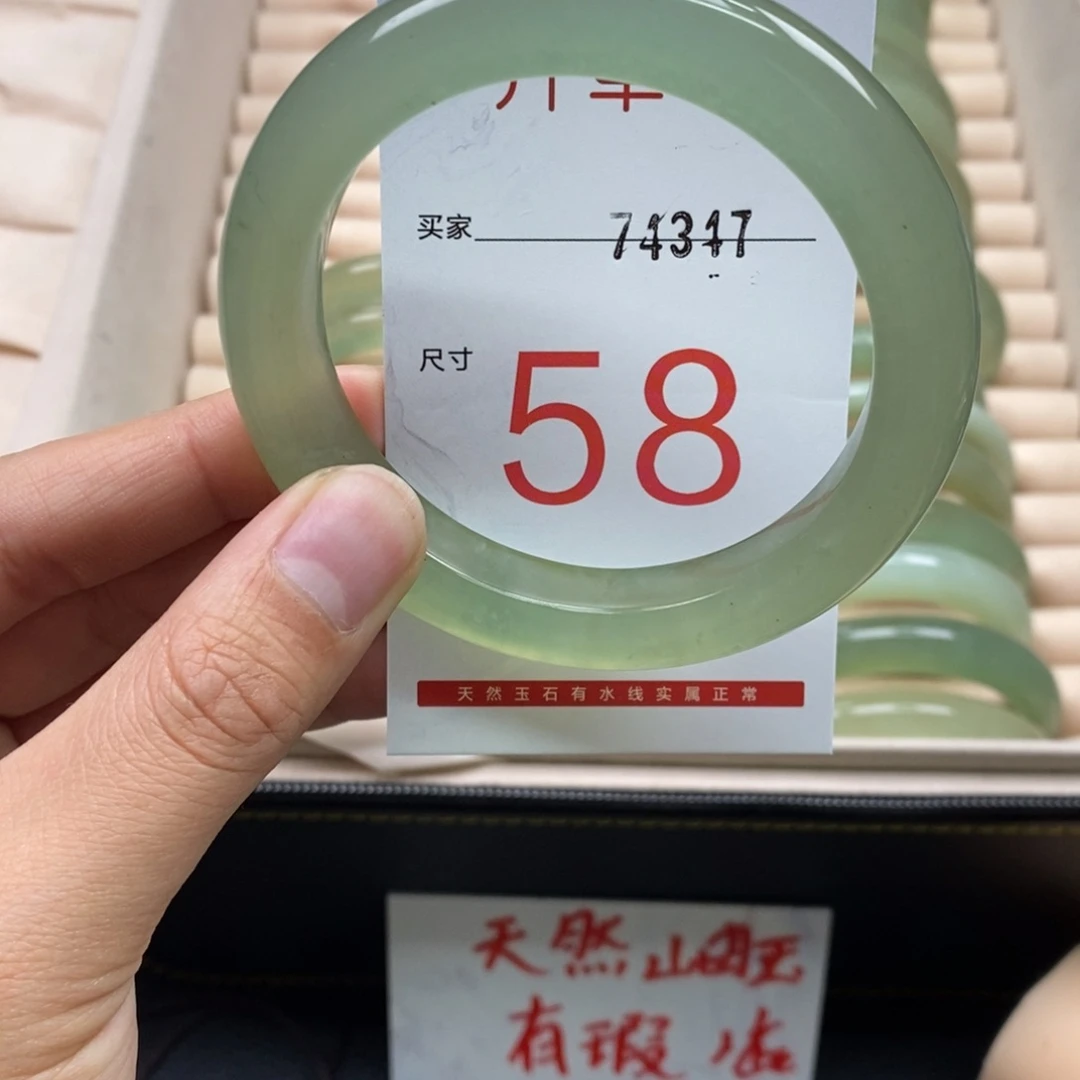 买家 74347
尺寸 58
天然玉石有水线实属正常
天然山
有瑕